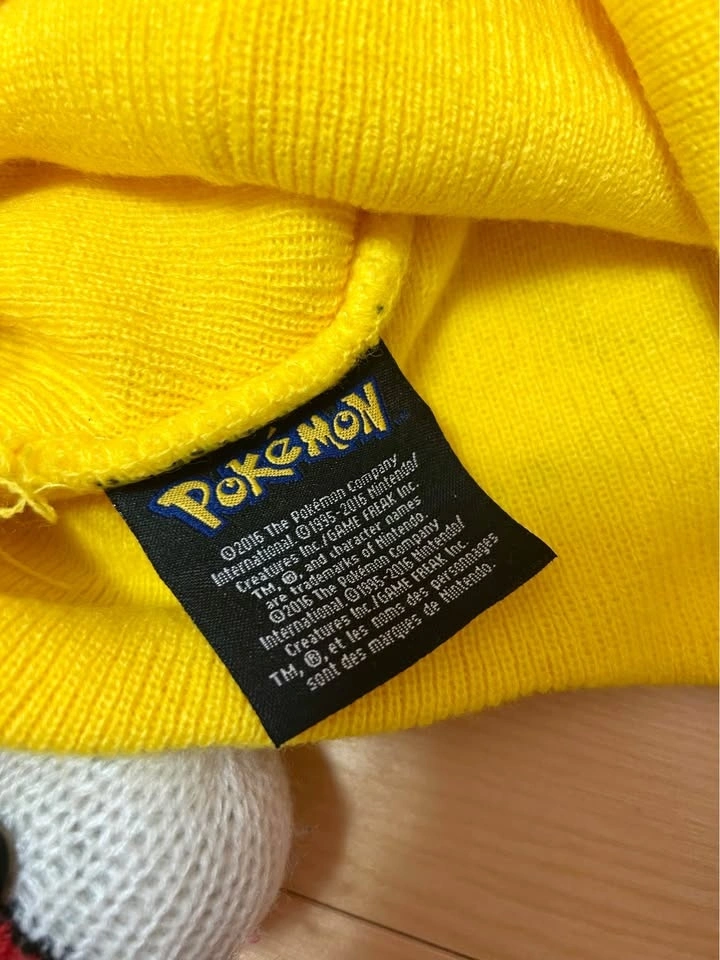 POKéMON
©2016 The Pokémon Company
International ©1995-2016 Nintendo/
Creatures Inc./GAME FREAK Inc.
TM, ®, and character names
are trademarks of Nintendo.
©2016 The Pokémon Company
International ©1995-2016 Nintendo/
Creatures Inc./GAME FREAK Inc.
TM, ®, et les noms des personnages
sont des marques de Nintendo.